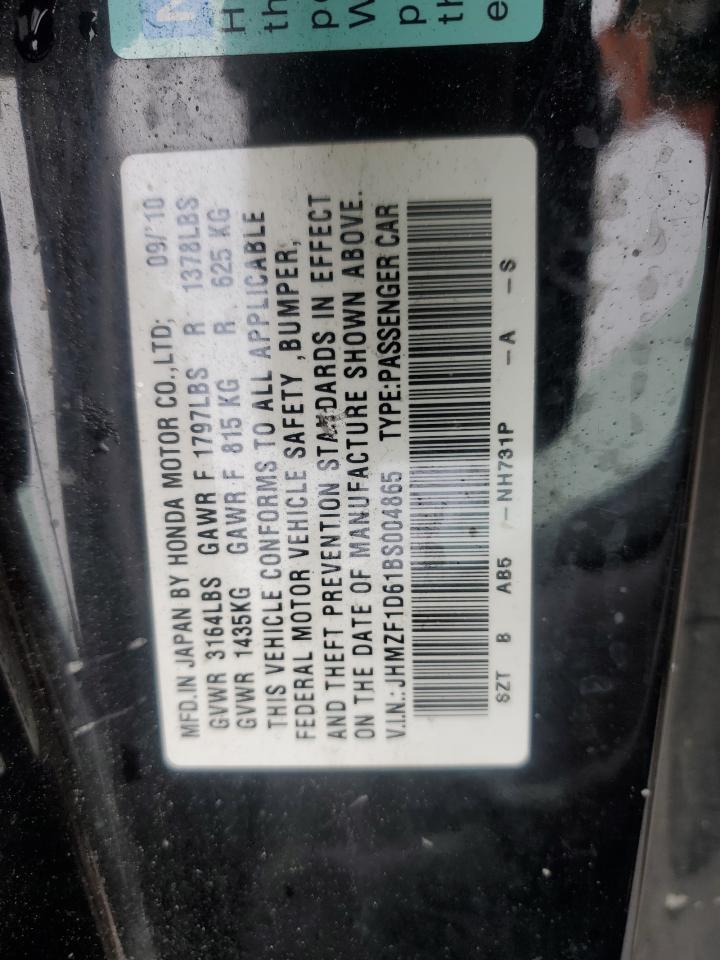 MFD.IN JAPAN BY HONDA MOTOR CO.,LTD; 09/'10
GVWR 3164LBS GAWR F 1797LBS R 1378LBS
GVWR 1435KG GAWR F 815 KG R 625 KG
THIS VEHICLE CONFORMS TO ALL APPLICABLE
FEDERAL MOTOR VEHICLE SAFETY ,BUMPER,
AND THEFT PREVENTION STANDARDS IN EFFECT
ON THE DATE OF MANUFACTURE SHOWN ABOVE.
V.I.N.: JHMZF1D61BS004865 TYPE:PASSENGER CAR
8ZT B AB5 -NH731P -A -S